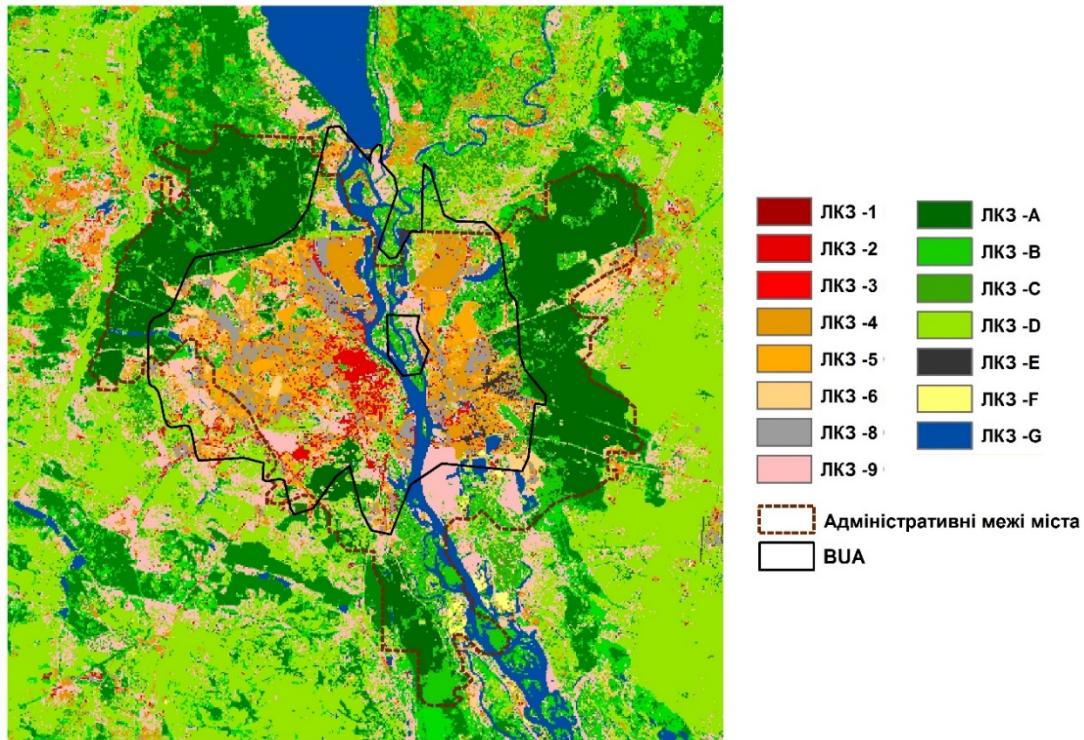 ЛКЗ -1
ЛКЗ -2
ЛКЗ -3
ЛКЗ -4
ЛКЗ -5
ЛКЗ -6
ЛКЗ -8
ЛКЗ -9
ЛКЗ -A
ЛКЗ -B
ЛКЗ -C
ЛКЗ -D
ЛКЗ -E
ЛКЗ -F
ЛКЗ -G
Адміністративні межі міста
BUA